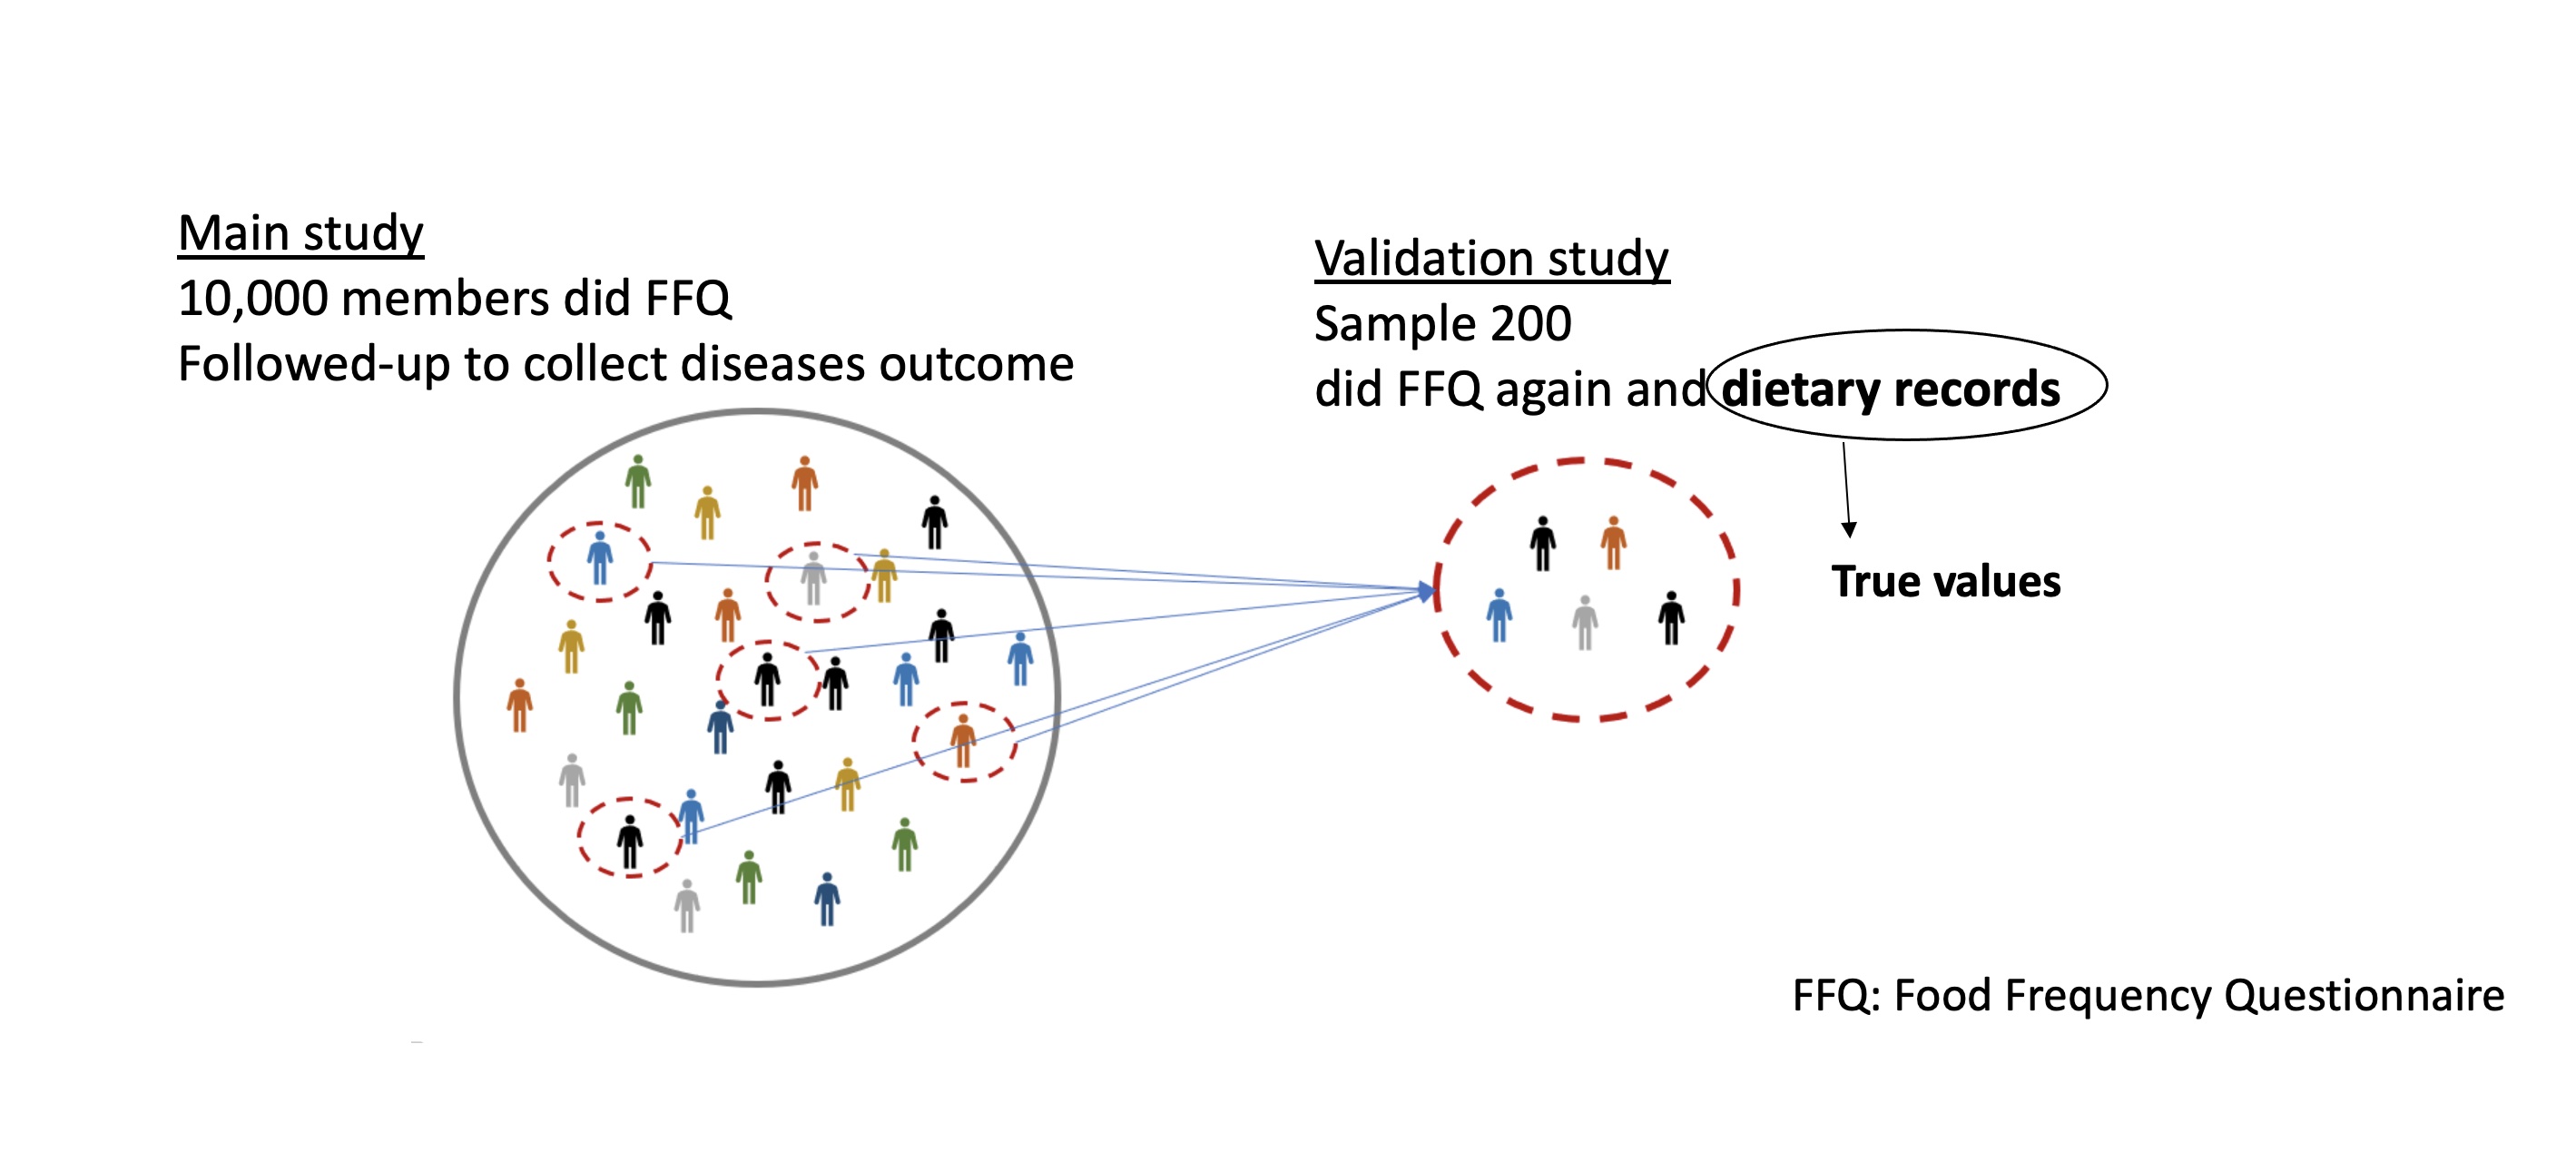 Main study
10,000 members did FFQ
Followed-up to collect diseases outcome
Validation study
Sample 200
did FFQ again and dietary records
True values
FFQ: Food Frequency Questionnaire